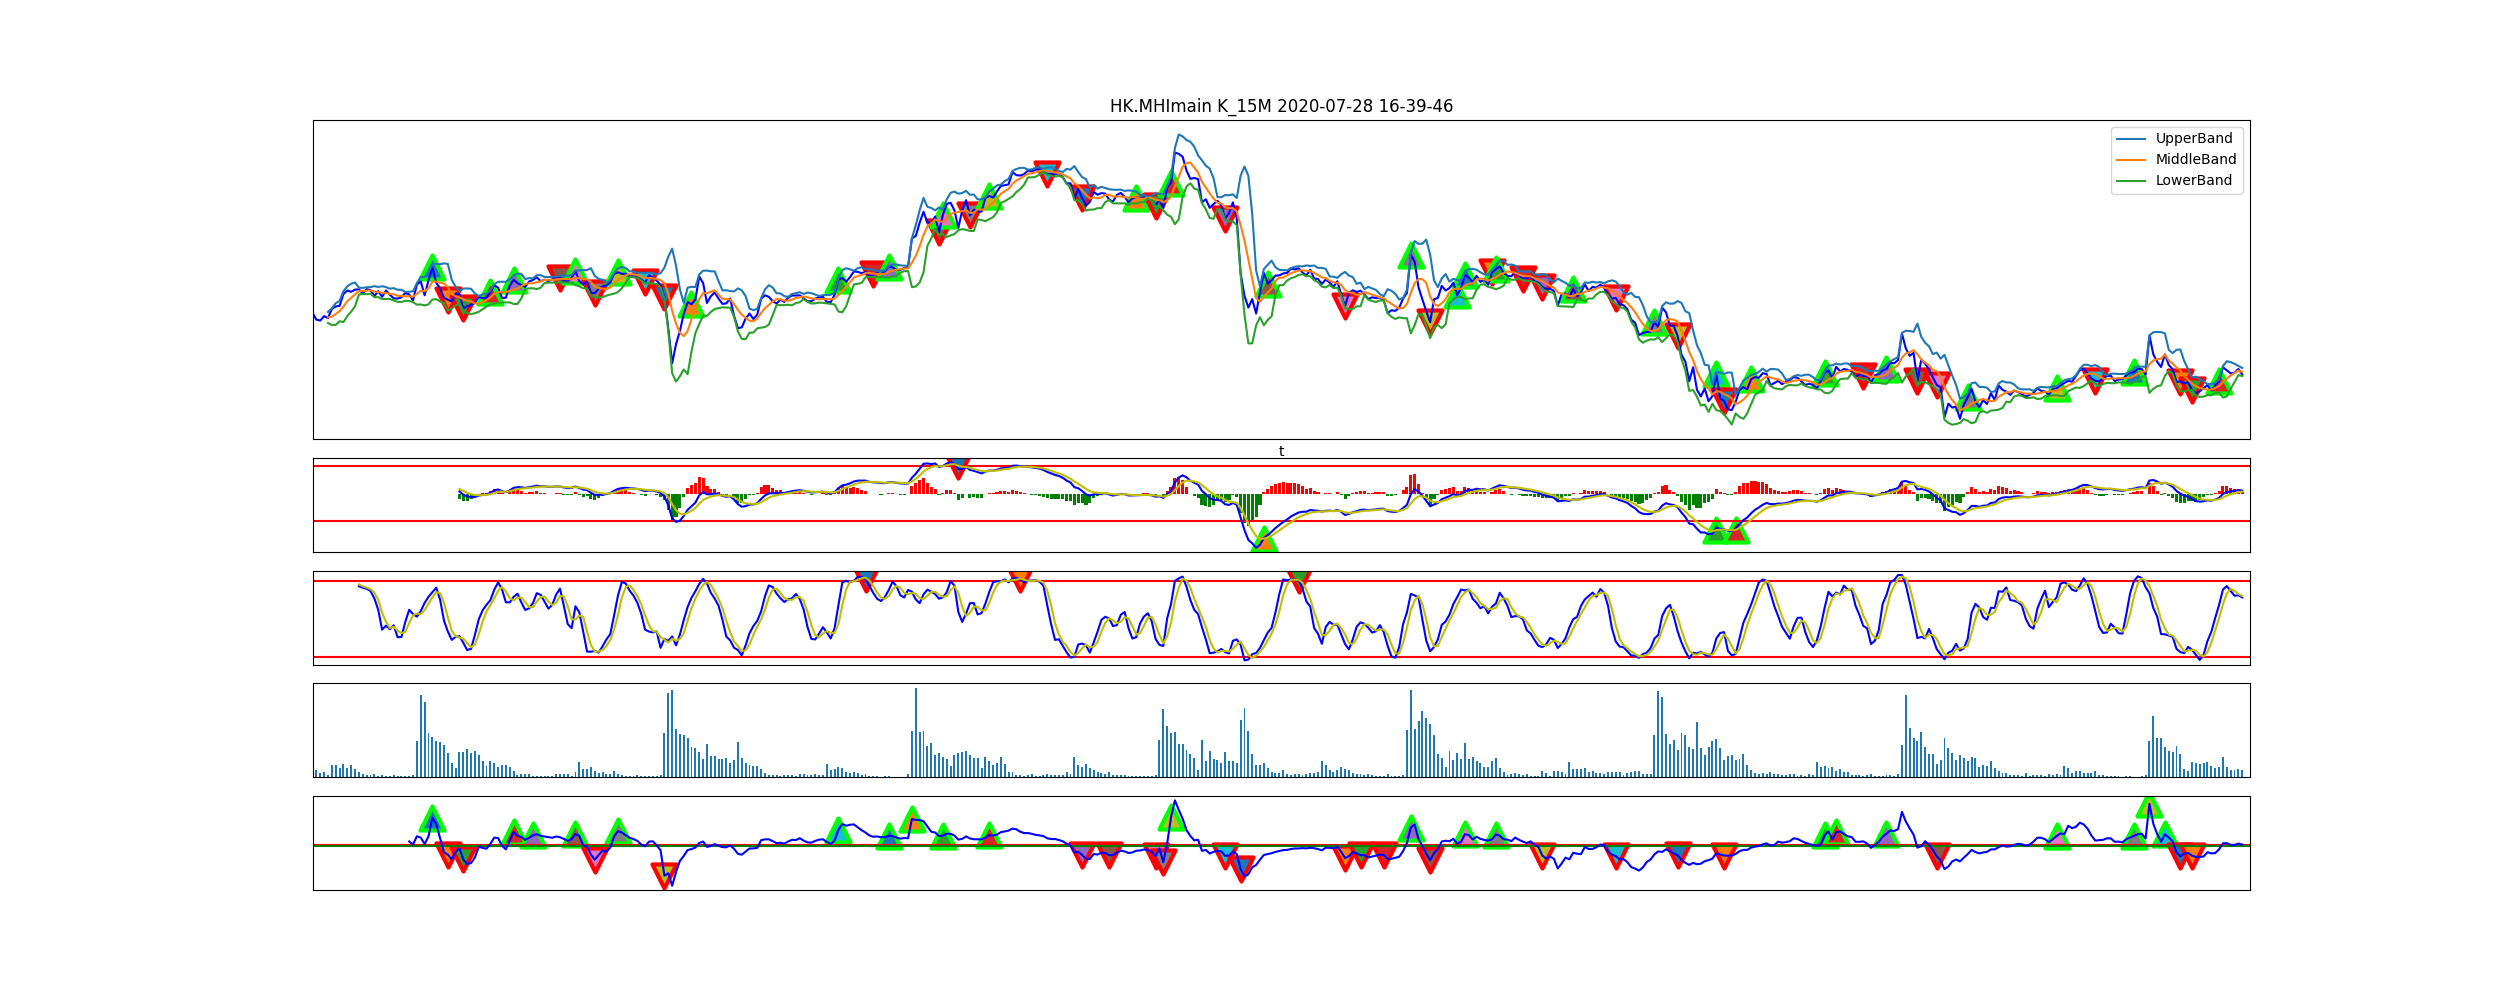 HK.MHImain K_15M 2020-07-28 16-39-46
UpperBand
MiddleBand
LowerBand
t